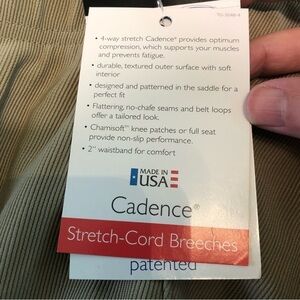 • 4-way stretch Cadence® provides optimum
compression, which supports your muscles
and prevents fatigue.
• durable, textured outer surface with soft
interior
• designed and patterned in the saddle for a
perfect fit
• Flattering, no-chafe seams and belt loops
offer a tailored look.
• Chamisoft™ knee patches or full seat
provide non-slip performance.
• 2" waistband for comfort
MADE IN
USA
Cadence®
Stretch-Cord Breeches
patented